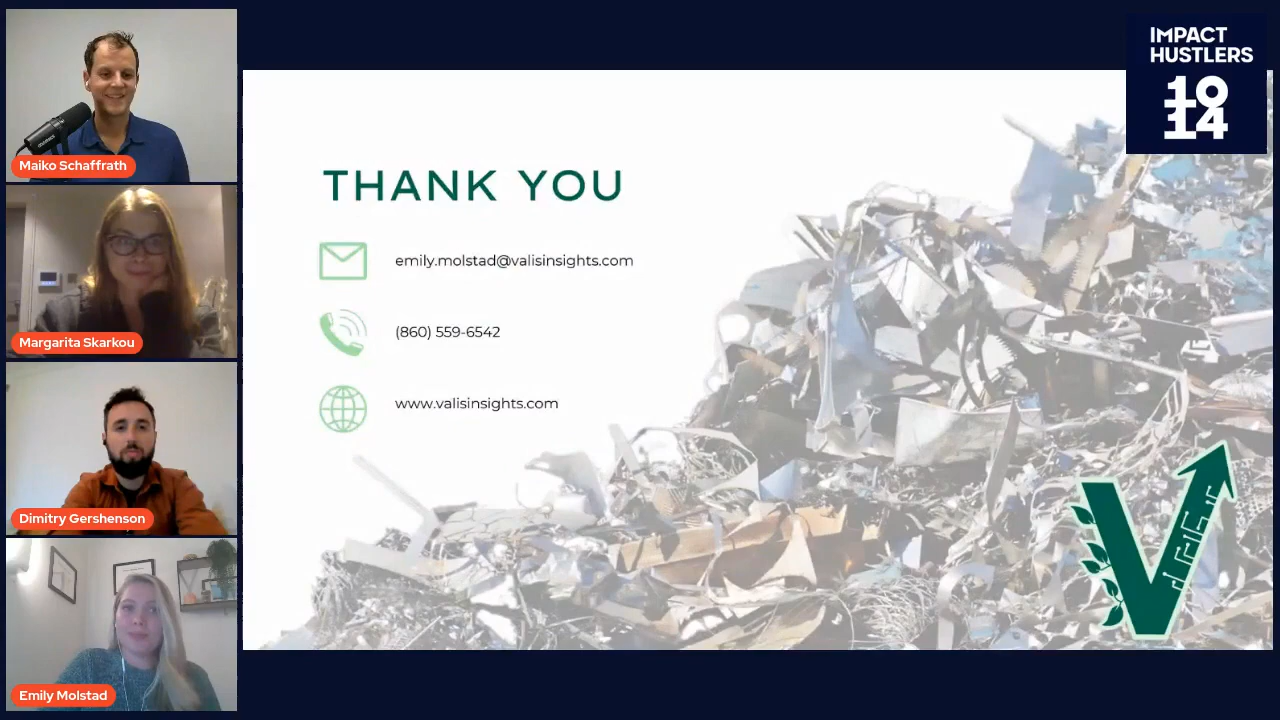 Maiko Schaffrath
Margarita Skarkou
Dimitry Gershenson
Emily Molstad
THANK YOU
emily.molstad@valisinsights.com
(860) 559-6542
www.valisinsights.com
IMPACT
HUSTLERS
10
14
V